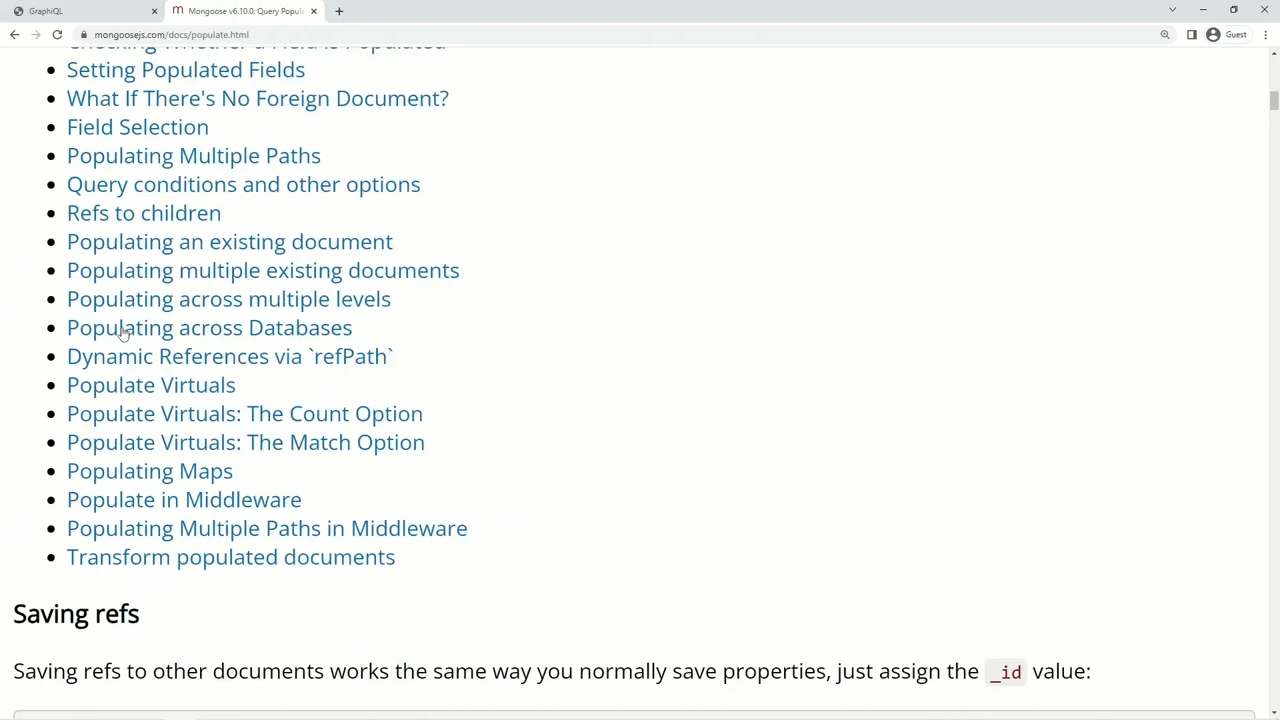 GraphiQL
Mongoose v6.10.0: Query Popul
mongoosejs.com/docs/populate.html
Guest
Checking Whether a Field is Populated
Setting Populated Fields
What If There's No Foreign Document?
Field Selection
Populating Multiple Paths
Query conditions and other options
Refs to children
Populating an existing document
Populating multiple existing documents
Populating across multiple levels
Populating across Databases
Dynamic References via `refPath`
Populate Virtuals
Populate Virtuals: The Count Option
Populate Virtuals: The Match Option
Populating Maps
Populate in Middleware
Populating Multiple Paths in Middleware
Transform populated documents
Saving refs
Saving refs to other documents works the same way you normally save properties, just assign the _id value: